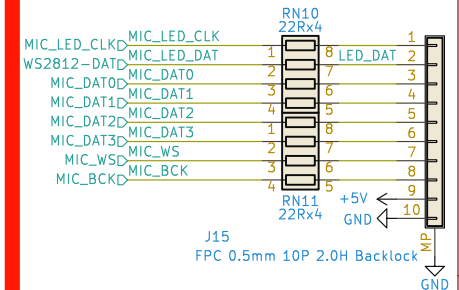 RN10
22Rx4
MIC_LED_CLK MIC_LED_CLK 1
1 8
WS2812-DAT MIC_LED_DAT LED_DAT 2
2 7
MIC_DAT0 MIC_DAT0 3
3 6
MIC_DAT1 MIC_DAT1 4
4 5
MIC_DAT2 MIC_DAT2 5
1 8
MIC_DAT3 MIC_DAT3 6
2 7
MIC_WS MIC_WS 7
3 6
MIC_BCK MIC_BCK 8
4 5
RN11
22Rx4
+5V 9
GND 10
J15
MP
FPC 0.5mm 10P 2.0H Backlock
GND